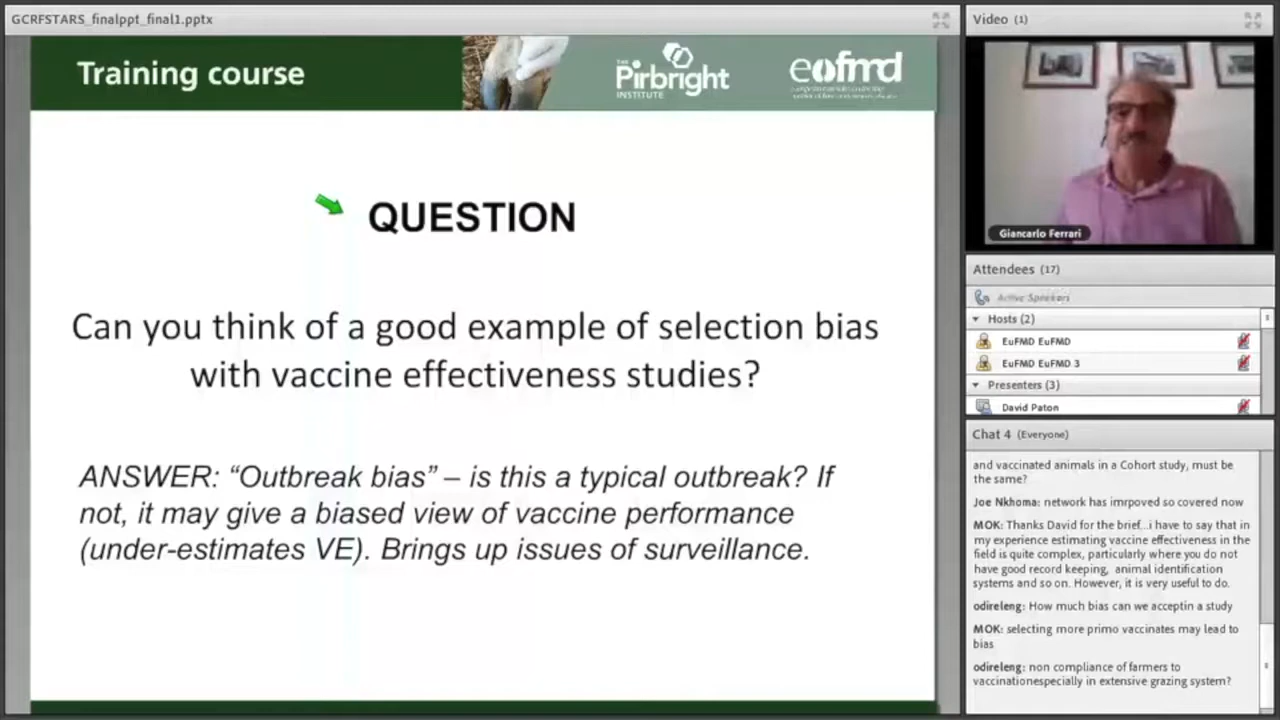 GCRFSTARS_finalppt_final1.pptx
Training course
THE
Pirbright
INSTITUTE
eofmd
QUESTION
Can you think of a good example of selection bias
with vaccine effectiveness studies?
ANSWER: “Outbreak bias” – is this a typical outbreak? If
not, it may give a biased view of vaccine performance
(under-estimates VE). Brings up issues of surveillance.
Video (1)
Giancarlo Ferrari
Attendees (17)
Active Speakers
Hosts (2)
EuFMD EuFMD
EuFMD EuFMD 3
Presenters (3)
David Paton
Chat 4 (Everyone)
and vaccinated animals in a Cohort study, must be
the same?
Joe Nkhoma: network has imrpoved so covered now
MOK: Thanks David for the brief...i have to say that in
my experience estimating vaccine effectiveness in the
field is quite complex, particularly where you do not
have good record keeping, animal identification
systems and so on. However, it is very useful to do.
odireleng: How much bias can we acceptin a study
MOK: selecting more primo vaccinates may lead to
bias
odireleng: non compliance of farmers to
vaccinationespecially in extensive grazing system?